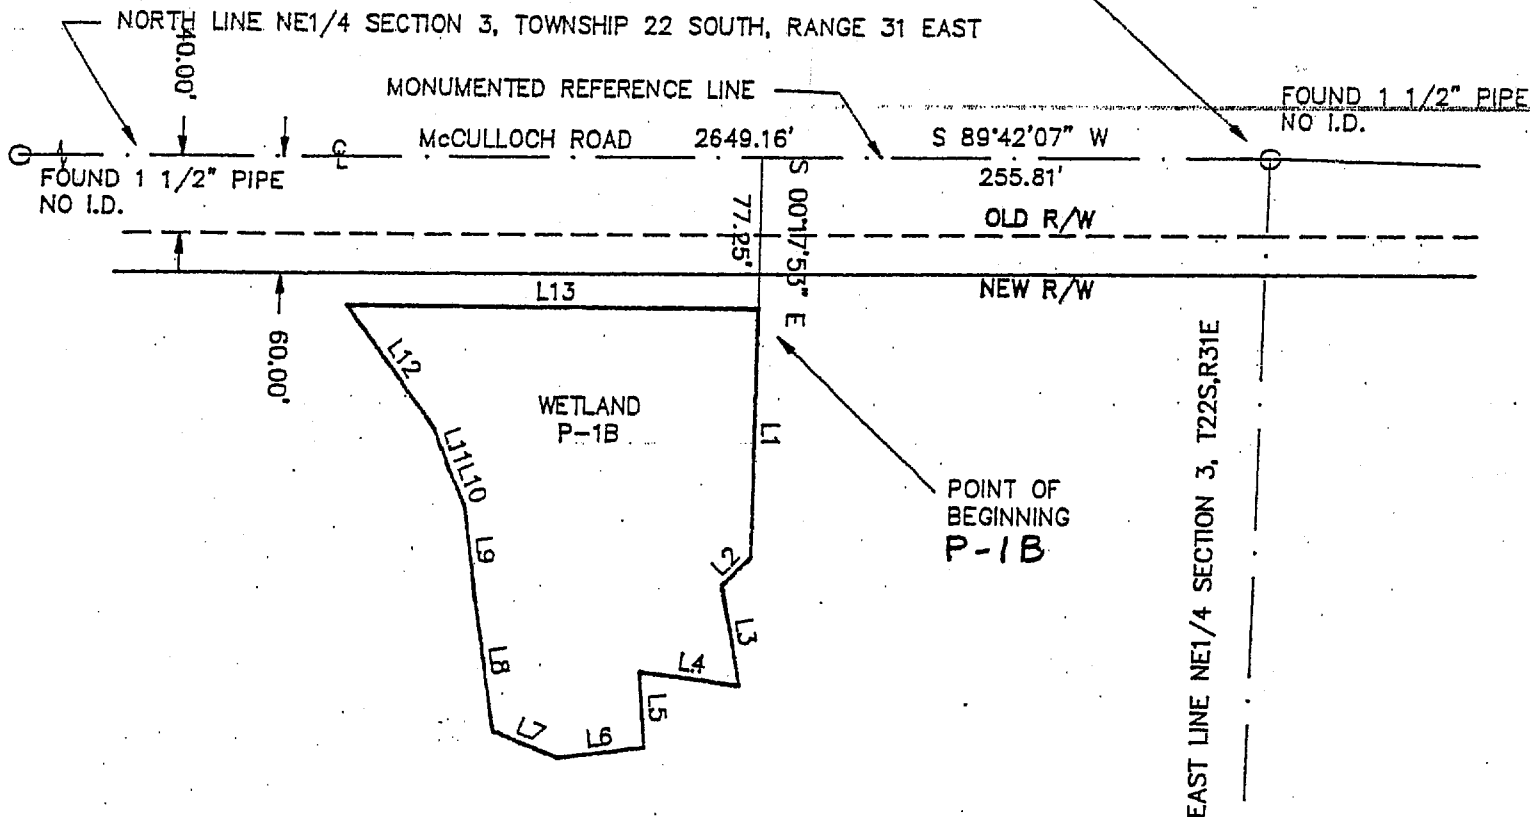 NORTH LINE NE1/4 SECTION 3, TOWNSHIP 22 SOUTH, RANGE 31 EAST
40.00'
MONUMENTED REFERENCE LINE
FOUND 1 1/2" PIPE
NO I.D.
McCULLOCH ROAD
2649.16'
S 89°42'07" W
CL
FOUND 1 1/2" PIPE
NO I.D.
255.81'
S 00°17'53" E
77.25'
OLD R/W
NEW R/W
L13
60.00'
L12
WETLAND
P-1B
L1
L11
L10
POINT OF
BEGINNING
P-1B
L9
L2
L3
L8
L4
L5
L7
L6
EAST LINE NE1/4 SECTION 3, T22S,R31E